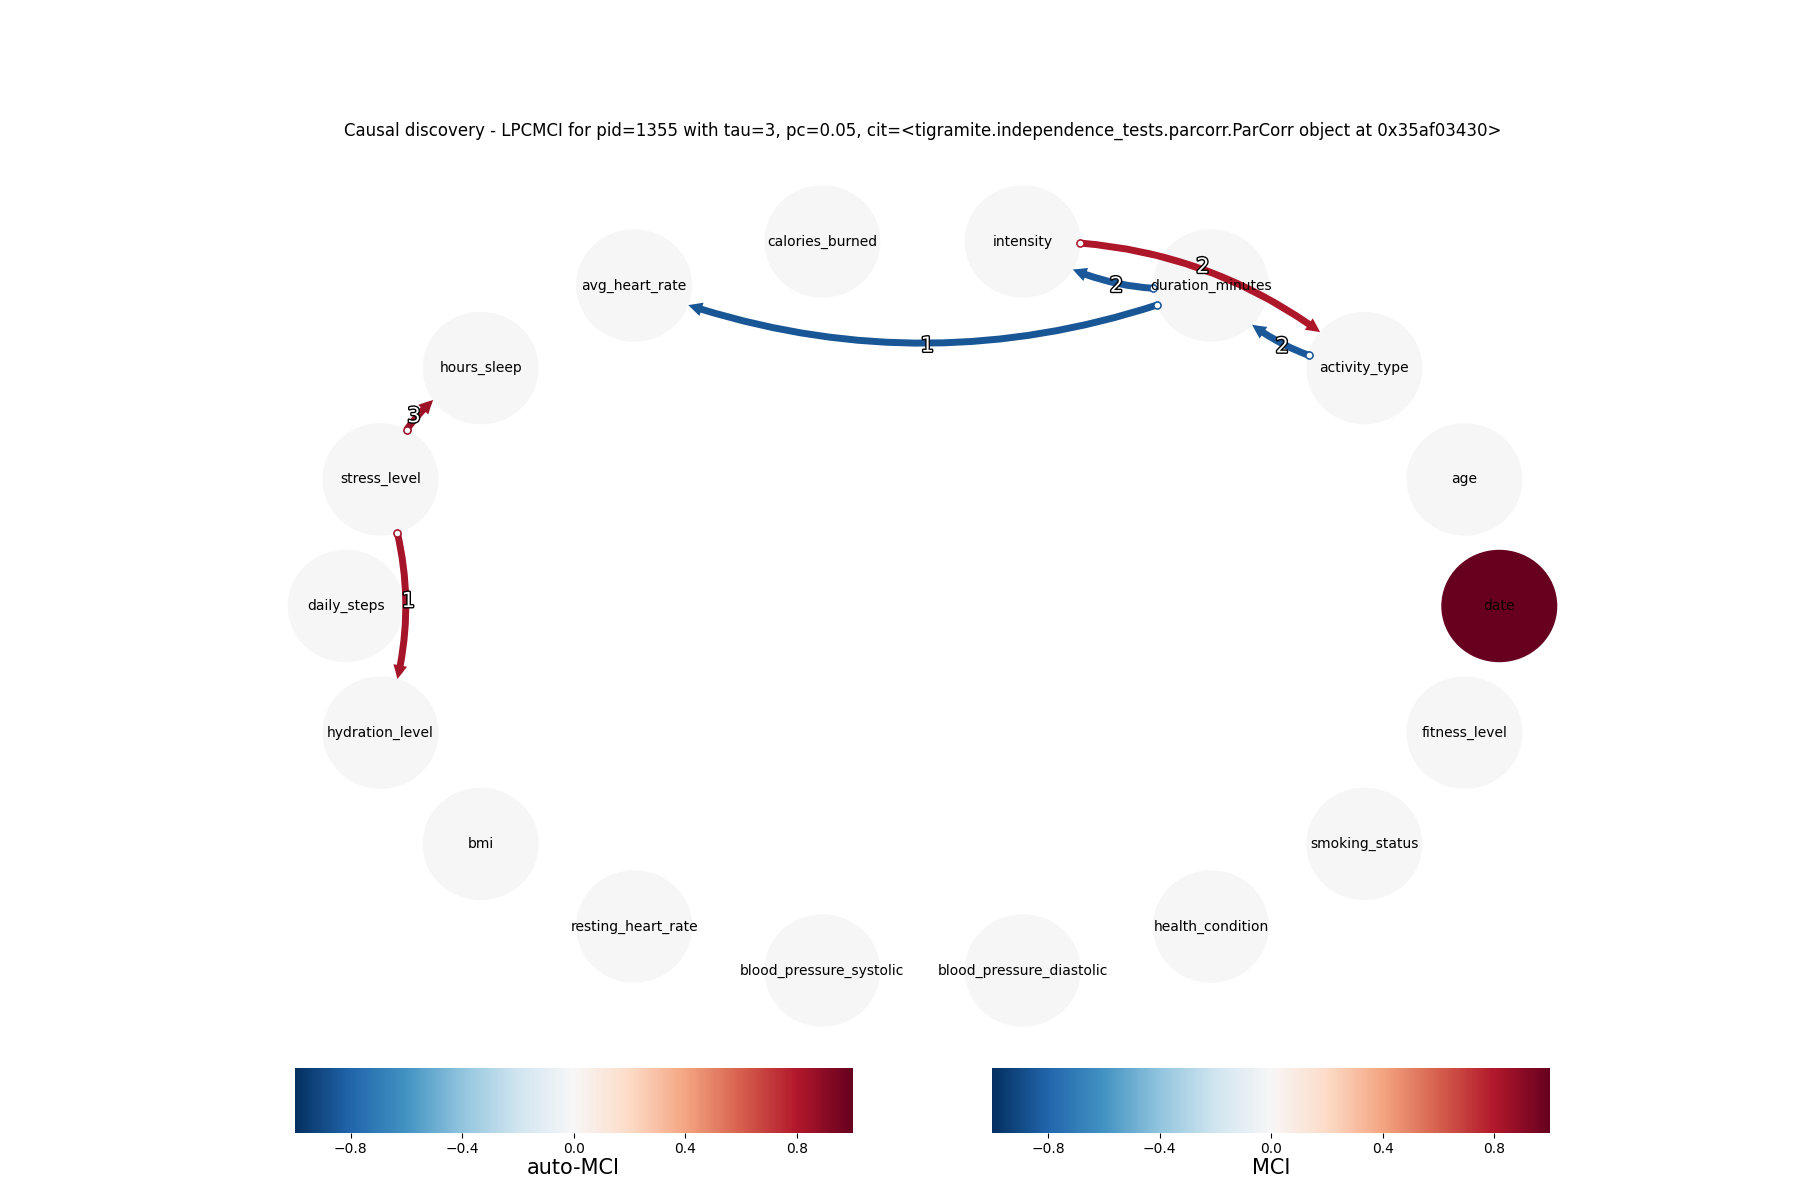 Causal discovery - LPCMCI for pid=1355 with tau=3, pc=0.05, cit=<tigramite.independence_tests.parcorr.ParCorr object at 0x35af03430>
calories_burned
intensity
avg_heart_rate
duration_minutes
2
2
1
2
hours_sleep
activity_type
3
stress_level
age
1
daily_steps
date
hydration_level
fitness_level
bmi
smoking_status
resting_heart_rate
health_condition
blood_pressure_systolic
blood_pressure_diastolic
−0.8 −0.4 0.0 0.4 0.8
auto-MCI
−0.8 −0.4 0.0 0.4 0.8
MCI